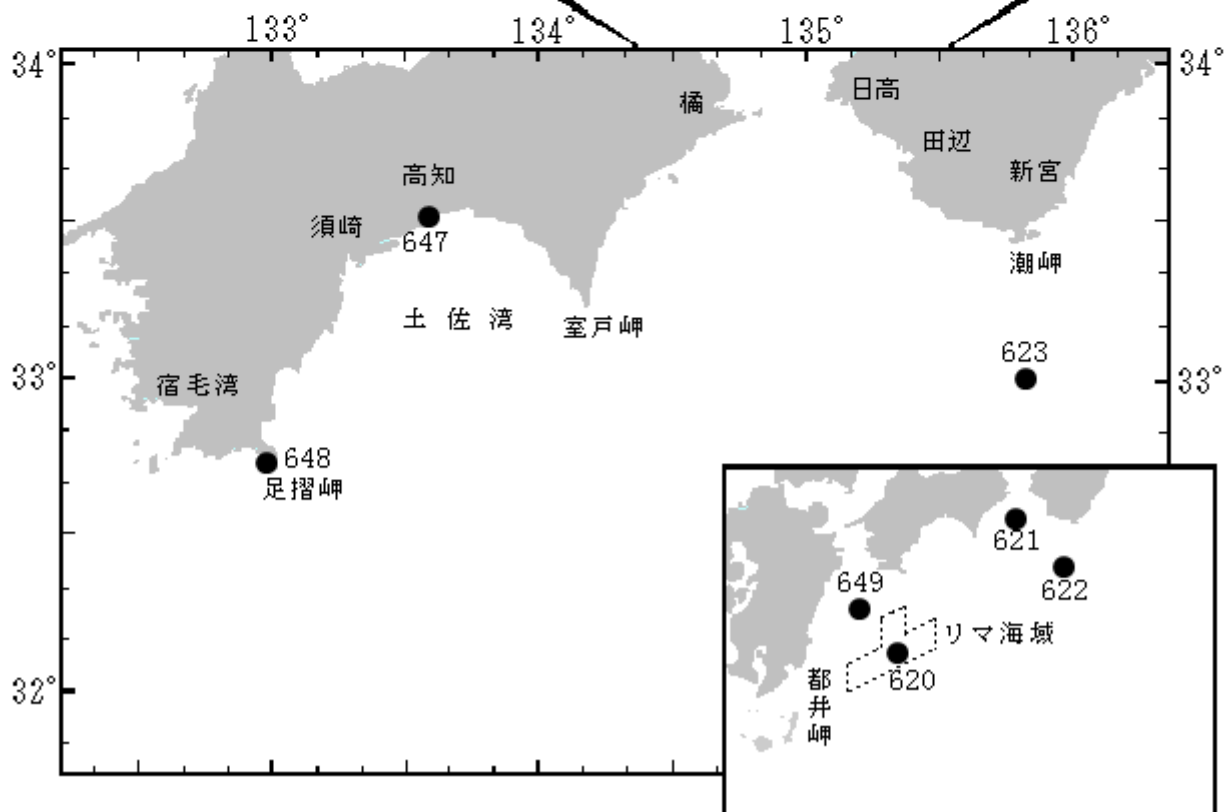 133°
134°
135°
136°
34°
34°
橘
日高
田辺
新宮
高知
須崎
647
潮岬
土佐湾
室戸岬
623
33°
33°
宿毛湾
648
足摺岬
621
622
649
リマ海域
620
都井岬
32°